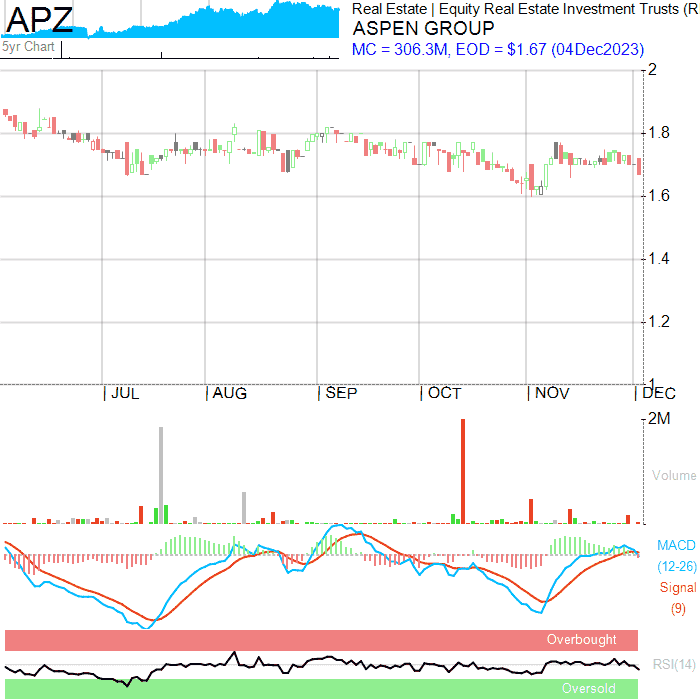 APZ
5yr Chart
Real Estate | Equity Real Estate Investment Trusts (R
ASPEN GROUP
MC = 306.3M, EOD = $1.67 (04Dec2023)
2
1.8
1.6
1.4
1.2
1
| JUL | AUG | SEP | OCT | NOV | DEC
2M
Volume
MACD
(12-26)
Signal
(9)
Overbought
RSI(14)
Oversold